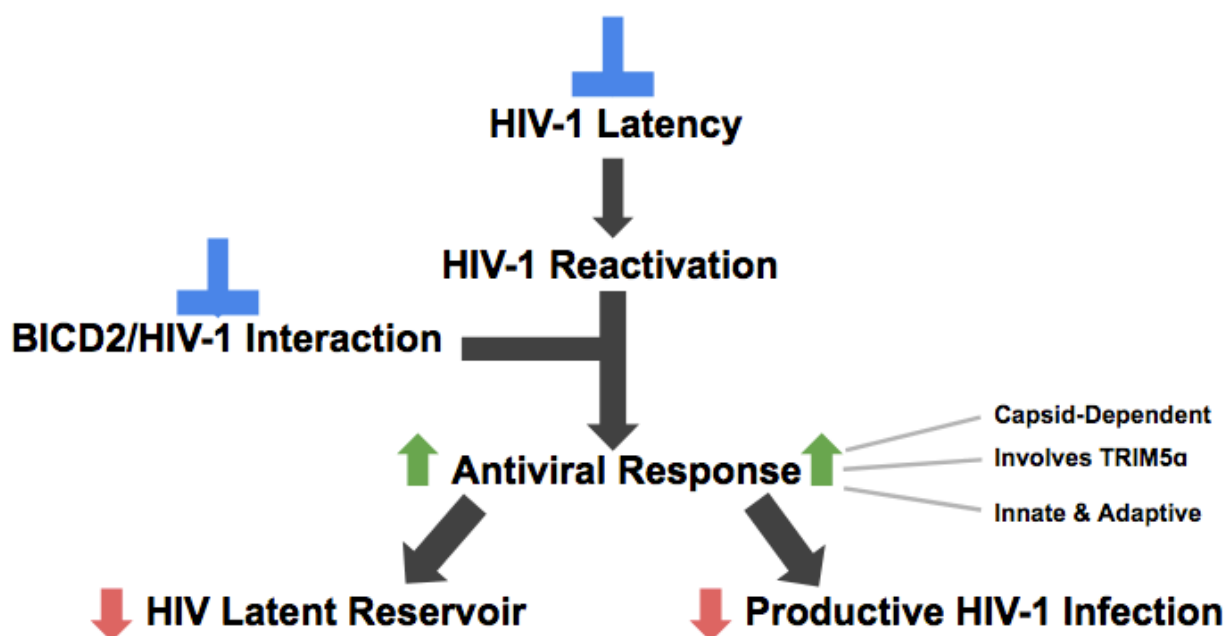 HIV-1 Latency
HIV-1 Reactivation
BICD2/HIV-1 Interaction
Antiviral Response
Capsid-Dependent
Involves TRIM5α
Innate & Adaptive
HIV Latent Reservoir
Productive HIV-1 Infection